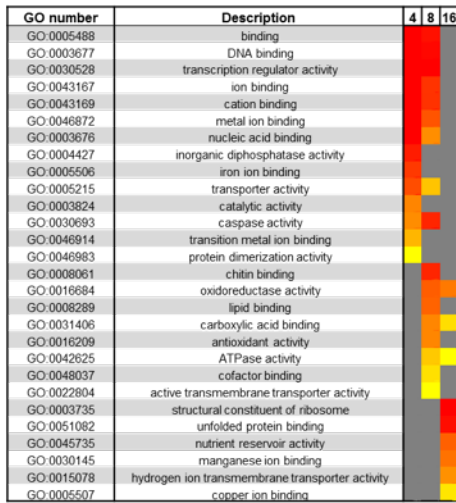 GO number Description 4 8 16
GO:0005488 binding
GO:0003677 DNA binding
GO:0030528 transcription regulator activity
GO:0043167 ion binding
GO:0043169 cation binding
GO:0046872 metal ion binding
GO:0003676 nucleic acid binding
GO:0004427 inorganic diphosphatase activity
GO:0005506 iron ion binding
GO:0005215 transporter activity
GO:0003824 catalytic activity
GO:0030693 caspase activity
GO:0046914 transition metal ion binding
GO:0046983 protein dimerization activity
GO:0008061 chitin binding
GO:0016684 oxidoreductase activity
GO:0008289 lipid binding
GO:0031406 carboxylic acid binding
GO:0016209 antioxidant activity
GO:0042625 ATPase activity
GO:0048037 cofactor binding
GO:0022804 active transmembrane transporter activity
GO:0003735 structural constituent of ribosome
GO:0051082 unfolded protein binding
GO:0045735 nutrient reservoir activity
GO:0030145 manganese ion binding
GO:0015078 hydrogen ion transmembrane transporter activity
GO:0005507 copper ion binding